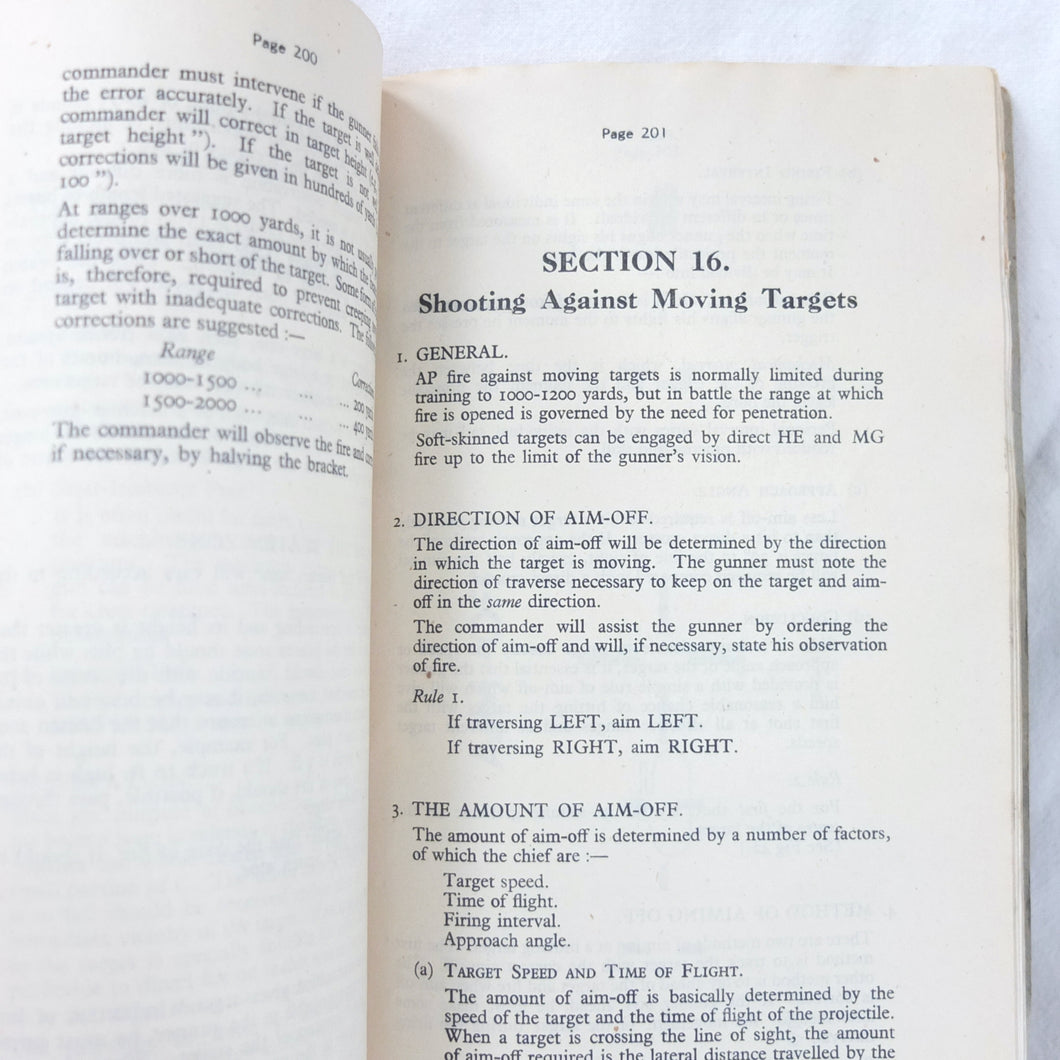 Page 200
commander must intervene if the gunner
the error accurately. If the target is well
commander will correct in target height
target height "). If the target is not
corrections will be given in hundreds of yards
100 ").
At ranges over 1000 yards, it is not usually
determine the exact amount by which the
falling over or short of the target. Some form of
is, therefore, required to prevent creeping
target with inadequate corrections. The following
corrections are suggested :—
Range
1000-1500 ... ... ... 200
1500-2000 ... ... ... 400
The commander will observe the fire and
if necessary, by halving the bracket.
Page 201
SECTION 16.
Shooting Against Moving Targets
1. GENERAL.
AP fire against moving targets is normally limited during
training to 1000-1200 yards, but in battle the range at which
fire is opened is governed by the need for penetration.
Soft-skinned targets can be engaged by direct HE and MG
fire up to the limit of the gunner's vision.
2. DIRECTION OF AIM-OFF.
The direction of aim-off will be determined by the direction
in which the target is moving. The gunner must note the
direction of traverse necessary to keep on the target and aim-
off in the same direction.
The commander will assist the gunner by ordering the
direction of aim-off and will, if necessary, state his observation
of fire.
Rule 1.
If traversing LEFT, aim LEFT.
If traversing RIGHT, aim RIGHT.
3. THE AMOUNT OF AIM-OFF.
The amount of aim-off is determined by a number of factors,
of which the chief are :—
Target speed.
Time of flight.
Firing interval.
Approach angle.
(a) TARGET SPEED AND TIME OF FLIGHT.
The amount of aim-off is basically determined by the
speed of the target and the time of flight of the projectile.
When a target is crossing the line of sight, the amount
of aim-off required is the lateral distance travelled by the